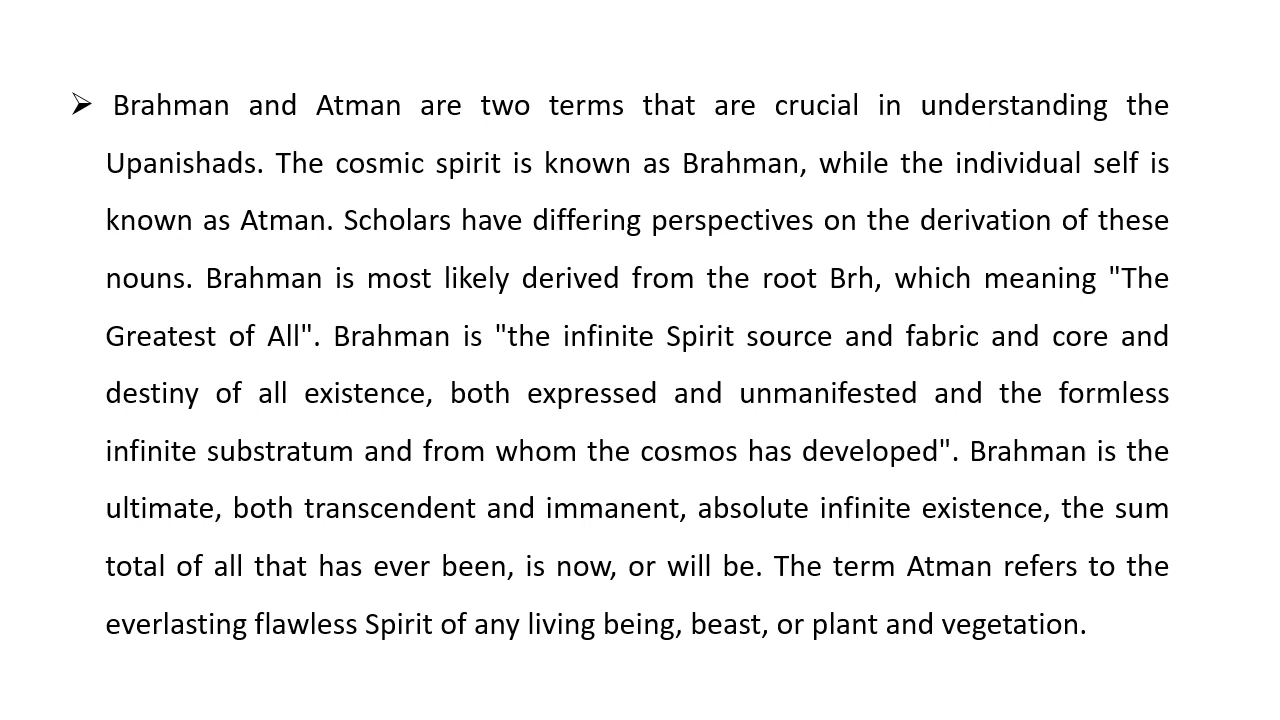 ➢ Brahman and Atman are two terms that are crucial in understanding the
Upanishads. The cosmic spirit is known as Brahman, while the individual self is
known as Atman. Scholars have differing perspectives on the derivation of these
nouns. Brahman is most likely derived from the root Brh, which meaning "The
Greatest of All". Brahman is "the infinite Spirit source and fabric and core and
destiny of all existence, both expressed and unmanifested and the formless
infinite substratum and from whom the cosmos has developed". Brahman is the
ultimate, both transcendent and immanent, absolute infinite existence, the sum
total of all that has ever been, is now, or will be. The term Atman refers to the
everlasting flawless Spirit of any living being, beast, or plant and vegetation.